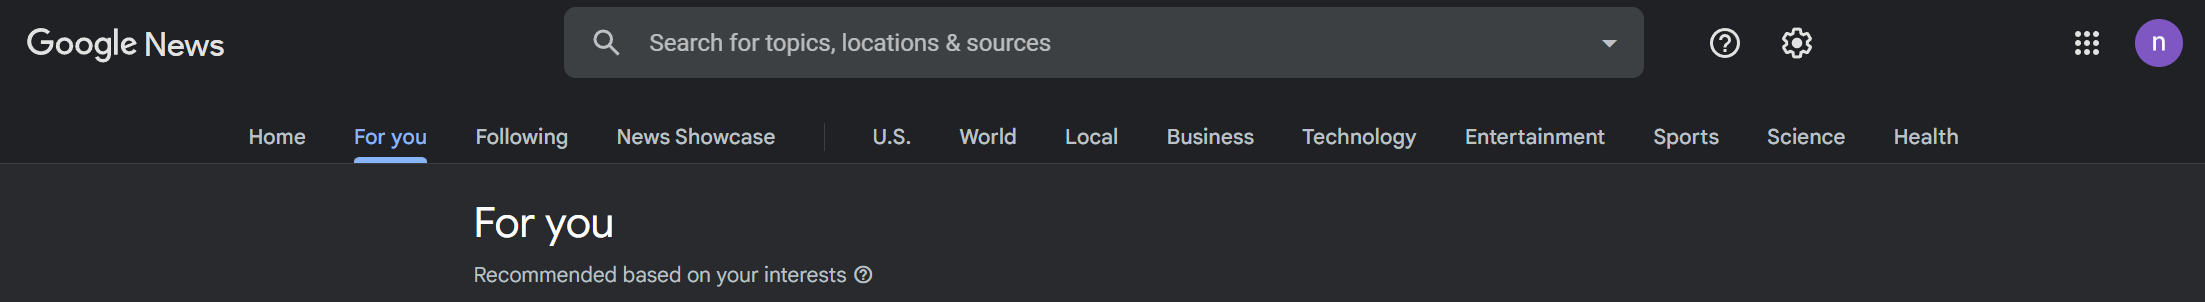 Google News
Search for topics, locations & sources
n
Home For you Following News Showcase U.S. World Local Business Technology Entertainment Sports Science Health
For you
Recommended based on your interests